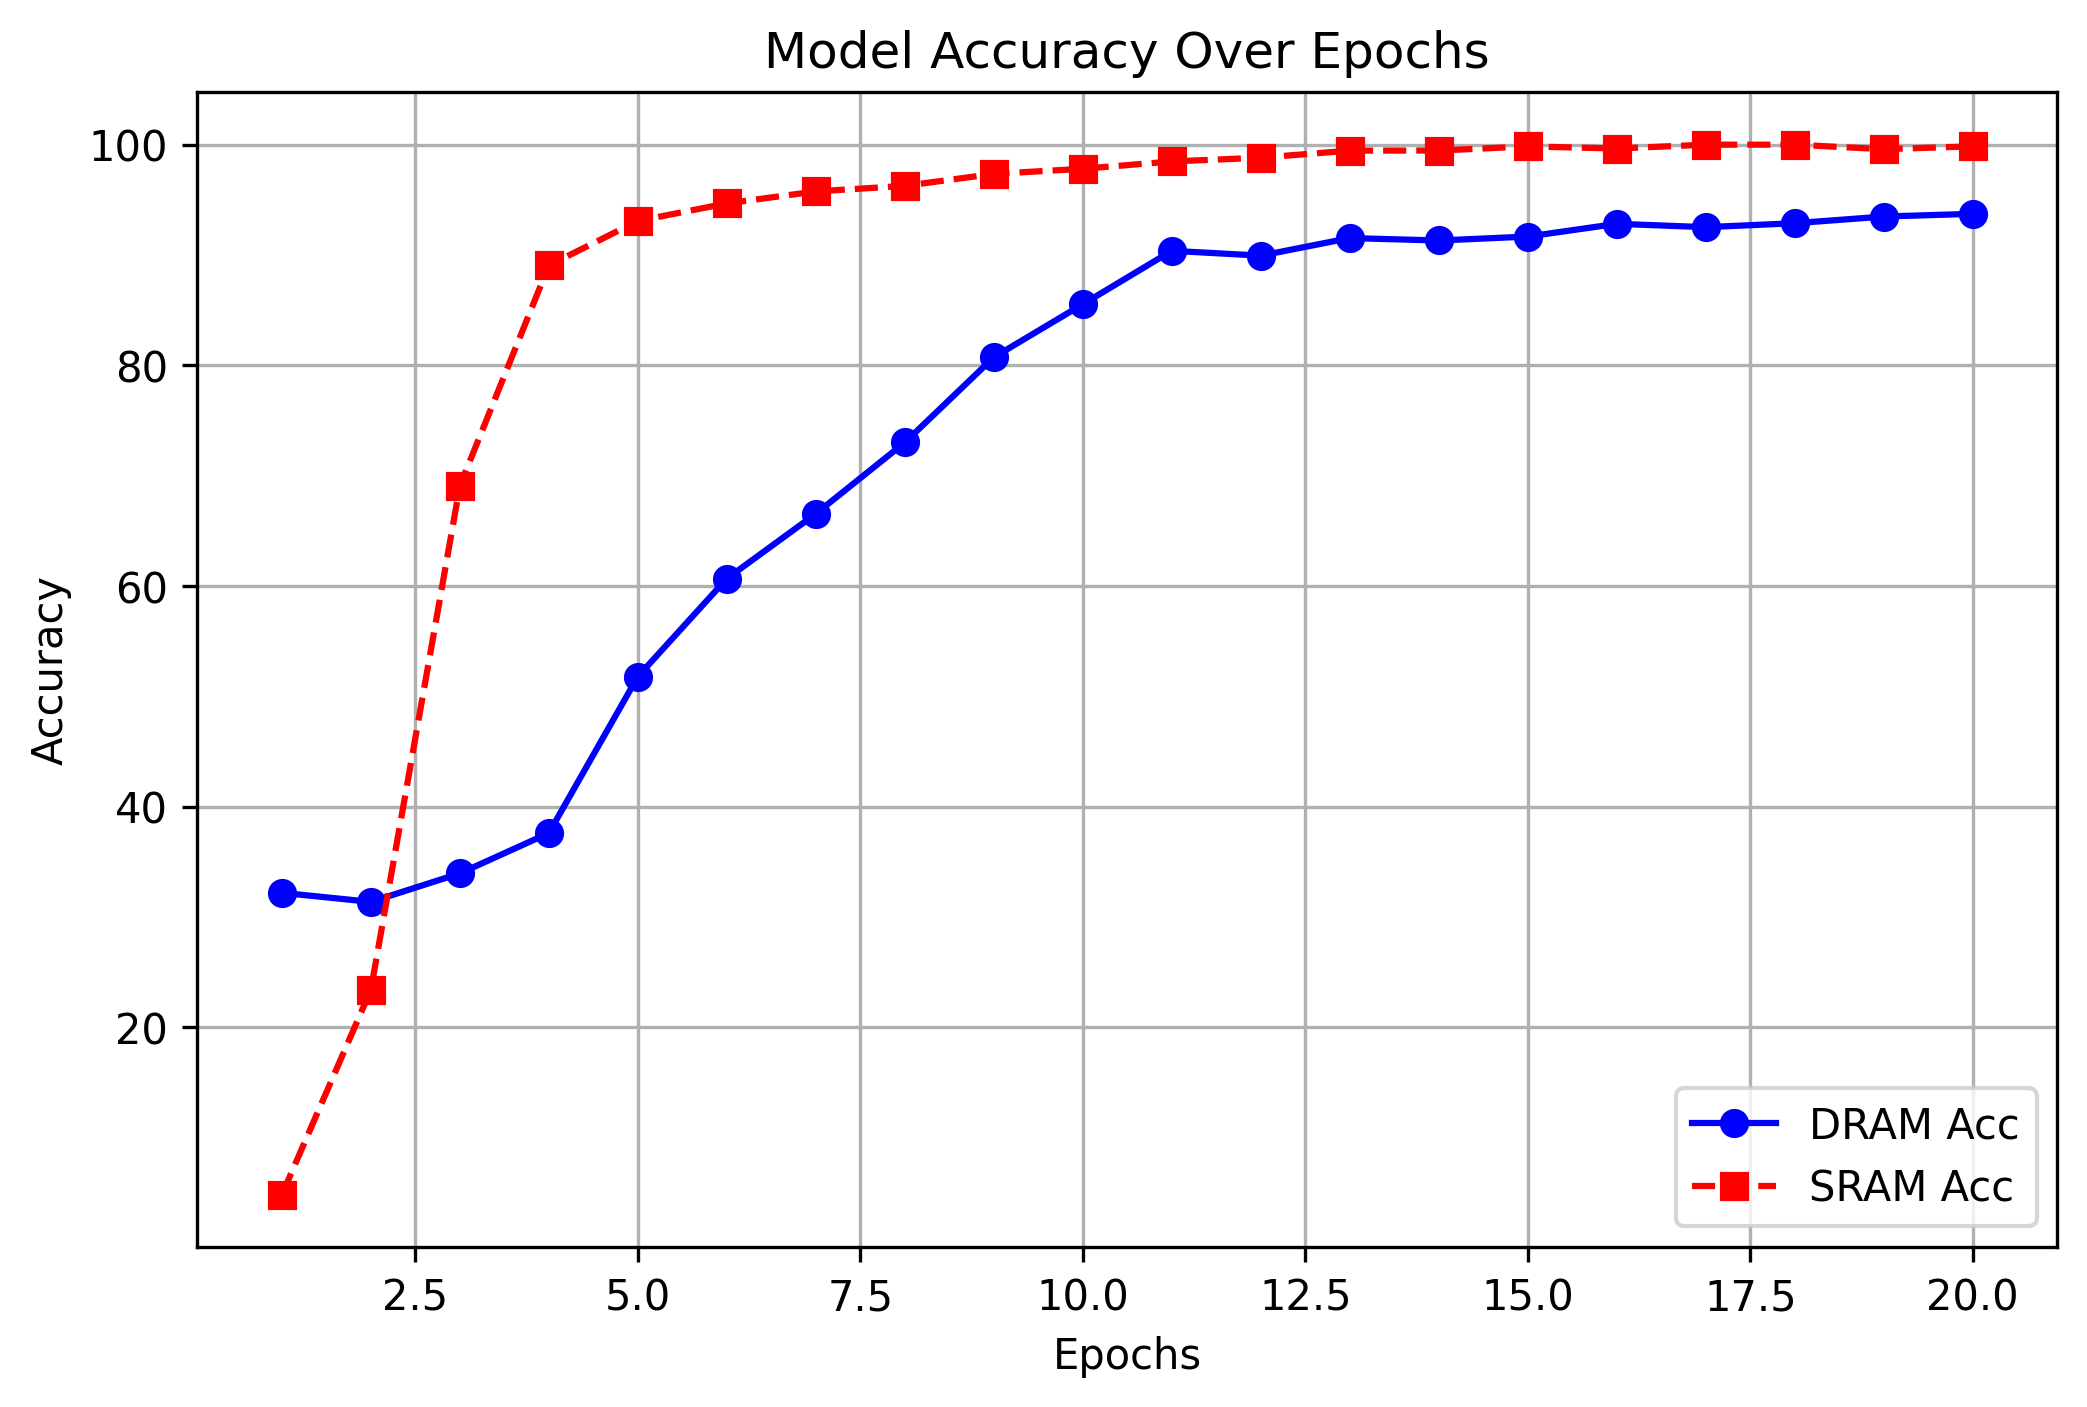 Model Accuracy Over Epochs
100
80
60
40
20
Accuracy
2.5 5.0 7.5 10.0 12.5 15.0 17.5 20.0
Epochs
DRAM Acc
SRAM Acc